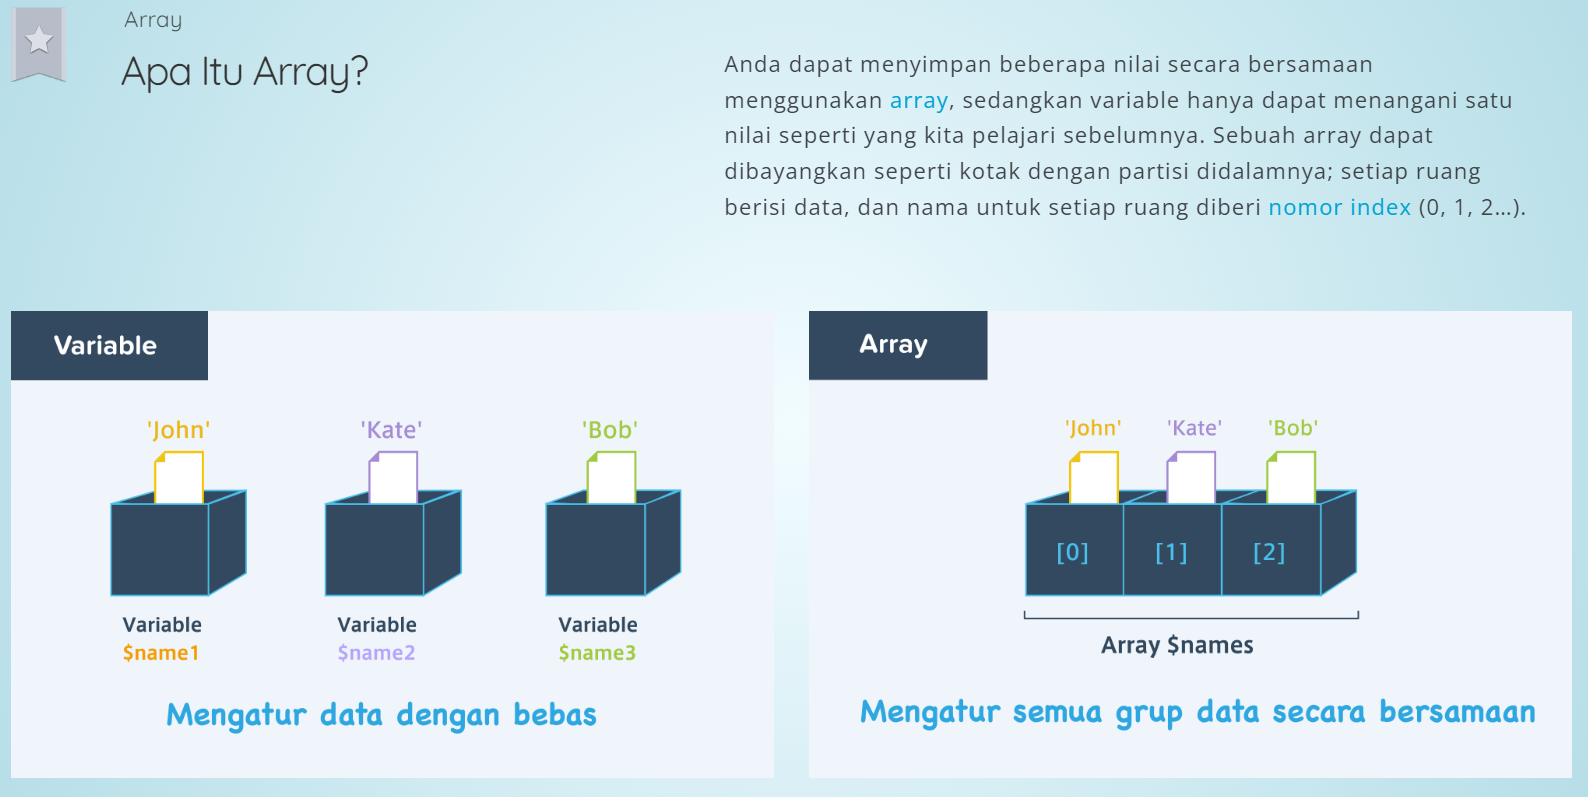 Array
Apa Itu Array?
Anda dapat menyimpan beberapa nilai secara bersamaan
menggunakan array, sedangkan variable hanya dapat menangani satu
nilai seperti yang kita pelajari sebelumnya. Sebuah array dapat
dibayangkan seperti kotak dengan partisi didalamnya; setiap ruang
berisi data, dan nama untuk setiap ruang diberi nomor index (0, 1, 2...).
Variable
'John' 'Kate' 'Bob'
Variable Variable Variable
$name1 $name2 $name3
Mengatur data dengan bebas
Array
'John' 'Kate' 'Bob'
[0] [1] [2]
Array $names
Mengatur semua grup data secara bersamaan